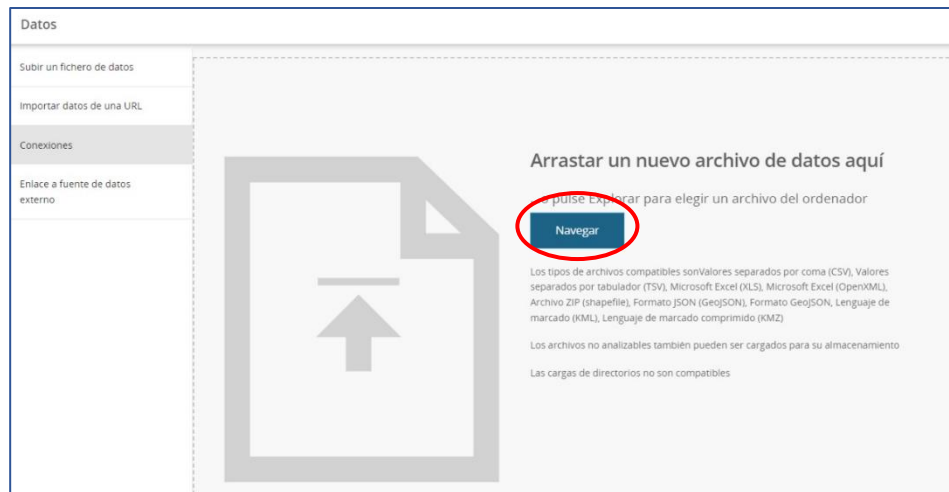 Datos
Subir un fichero de datos
Importar datos de una URL
Conexiones
Enlace a fuente de datos
externo
Arrastar un nuevo archivo de datos aquí
pulse Explorar para elegir un archivo del ordenador
Navegar
Los tipos de archivos compatibles sonValores separados por coma (CSV), Valores
separados por tabulador (TSV), Microsoft Excel (XLS), Microsoft Excel (OpenXML),
Archivo ZIP (shapefile), Formato JSON (GeoJSON), Formato GeoJSON, Lenguaje de
marcado (KML), Lenguaje de marcado comprimido (KMZ)
Los archivos no analizables también pueden ser cargados para su almacenamiento
Las cargas de directorios no son compatibles